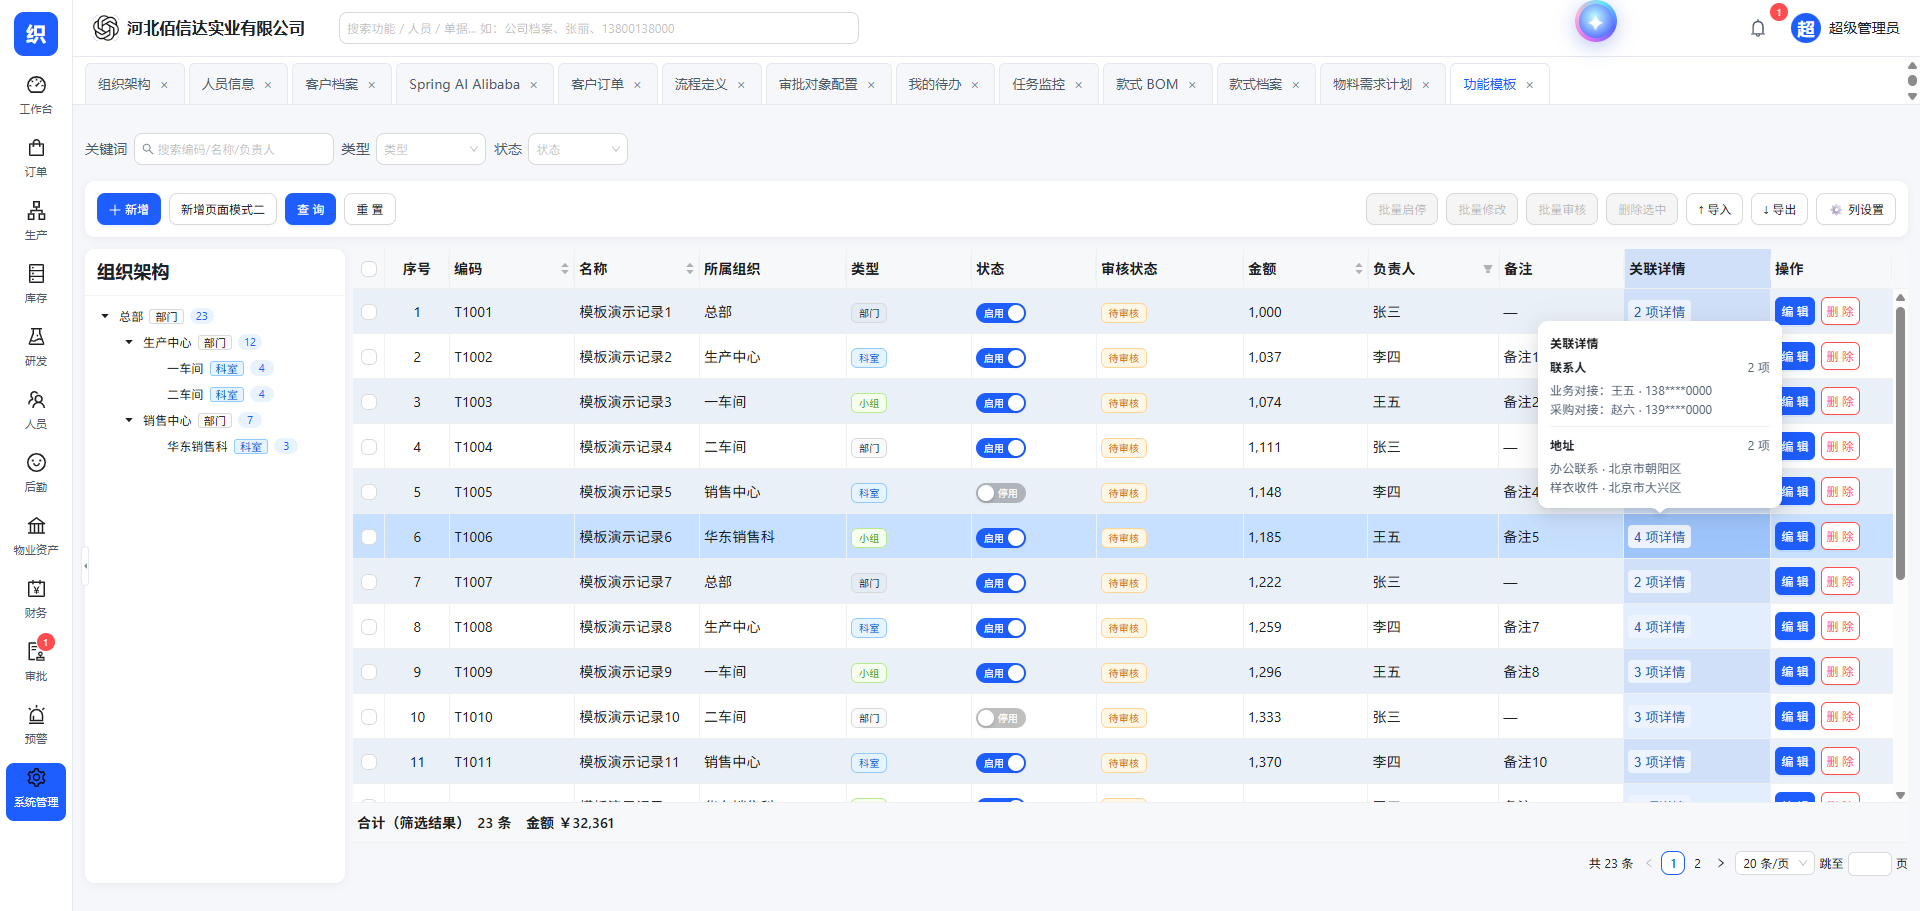 织
河北佰信达实业有限公司
搜索功能 / 人员 / 单据... 如：公司档案、张丽、13800138000
1
超
超级管理员
工作台
订单
生产
库存
研发
人员
后勤
物业资产
财务
1
审批
预警
系统管理
组织架构 ×
人员信息 ×
客户档案 ×
Spring AI Alibaba ×
客户订单 ×
流程定义 ×
审批对象配置 ×
我的待办 ×
任务监控 ×
款式 BOM ×
款式档案 ×
物料需求计划 ×
功能模板 ×
关键词 搜索编码/名称/负责人 类型 类型 状态 状态
+ 新增 新增页面模式二 查 询 重 置 批量启停 批量修改 批量审核 删除选中 ↑ 导入 ↓ 导出 列设置
组织架构
总部 部门 23
生产中心 部门 12
一车间 科室 4
二车间 科室 4
销售中心 部门 7
华东销售科 科室 3
序号 编码 名称 所属组织 类型 状态 审核状态 金额 负责人 备注 关联详情 操作
1 T1001 模板演示记录1 总部 部门 启用 待审核 1,000 张三 — 2 项详情 编 辑 删 除
2 T1002 模板演示记录2 生产中心 科室 启用 待审核 1,037 李四 备注1 编 辑 删 除
3 T1003 模板演示记录3 一车间 小组 启用 待审核 1,074 王五 备注2 编 辑 删 除
4 T1004 模板演示记录4 二车间 部门 启用 待审核 1,111 张三 — 编 辑 删 除
5 T1005 模板演示记录5 销售中心 科室 停用 待审核 1,148 李四 备注4 编 辑 删 除
6 T1006 模板演示记录6 华东销售科 小组 启用 待审核 1,185 王五 备注5 4 项详情 编 辑 删 除
7 T1007 模板演示记录7 总部 部门 启用 待审核 1,222 张三 — 2 项详情 编 辑 删 除
8 T1008 模板演示记录8 生产中心 科室 启用 待审核 1,259 李四 备注7 4 项详情 编 辑 删 除
9 T1009 模板演示记录9 一车间 小组 启用 待审核 1,296 王五 备注8 3 项详情 编 辑 删 除
10 T1010 模板演示记录10 二车间 部门 停用 待审核 1,333 张三 — 3 项详情 编 辑 删 除
11 T1011 模板演示记录11 销售中心 科室 启用 待审核 1,370 李四 备注10 3 项详情 编 辑 删 除
关联详情
联系人 2 项
业务对接：王五 · 138****0000
采购对接：赵六 · 139****0000
地址 2 项
办公联系 · 北京市朝阳区
样衣收件 · 北京市大兴区
合计（筛选结果） 23 条 金额 ￥32,361
共 23 条 < 1 2 > 20 条/页 跳至 页